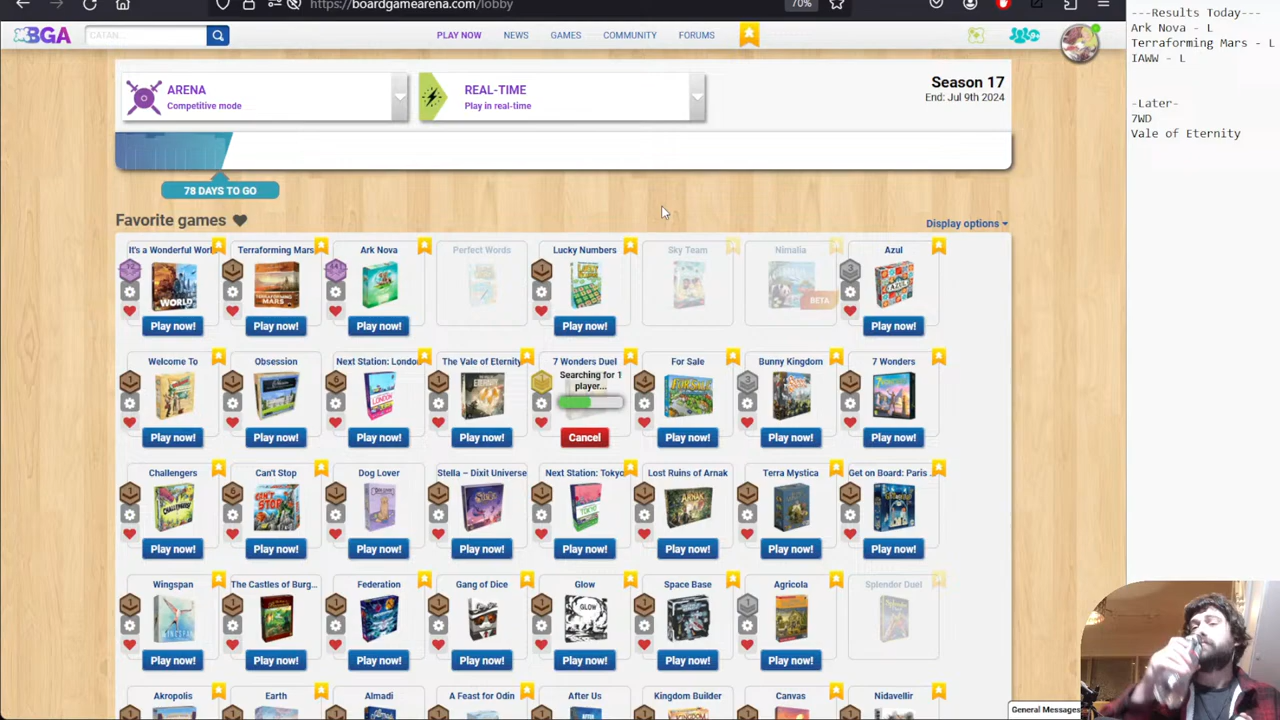 https://boardgamearena.com/lobby
70%
BGA
CATAN...
PLAY NOW
NEWS
GAMES
COMMUNITY
FORUMS
ARENA
Competitive mode
REAL-TIME
Play in real-time
Season 17
End: Jul 9th 2024
78 DAYS TO GO
Favorite games
Display options
It's a Wonderful Worl
Terraforming Mars
Ark Nova
Perfect Words
Lucky Numbers
Sky Team
Nimalia
Azul
BETA
Play now!
Play now!
Play now!
Play now!
Play now!
Welcome To
Obsession
Next Station: London
The Vale of Eternity
7 Wonders Duel
For Sale
Bunny Kingdom
7 Wonders
Searching for 1
player...
Play now!
Play now!
Play now!
Play now!
Cancel
Play now!
Play now!
Play now!
Challengers
Can't Stop
Dog Lover
Stella – Dixit Universe
Next Station: Tokyo
Lost Ruins of Arnak
Terra Mystica
Get on Board: Paris ...
Play now!
Play now!
Play now!
Play now!
Play now!
Play now!
Play now!
Play now!
Wingspan
The Castles of Burg...
Federation
Gang of Dice
Glow
Space Base
Agricola
Splendor Duel
Play now!
Play now!
Play now!
Play now!
Play now!
Play now!
Play now!
Akropolis
Earth
Almadi
A Feast for Odin
After Us
Kingdom Builder
Canvas
Nidavellir
General Messages
---Results Today---
Ark Nova - L
Terraforming Mars - L
IAWW - L
-Later-
7WD
Vale of Eternity